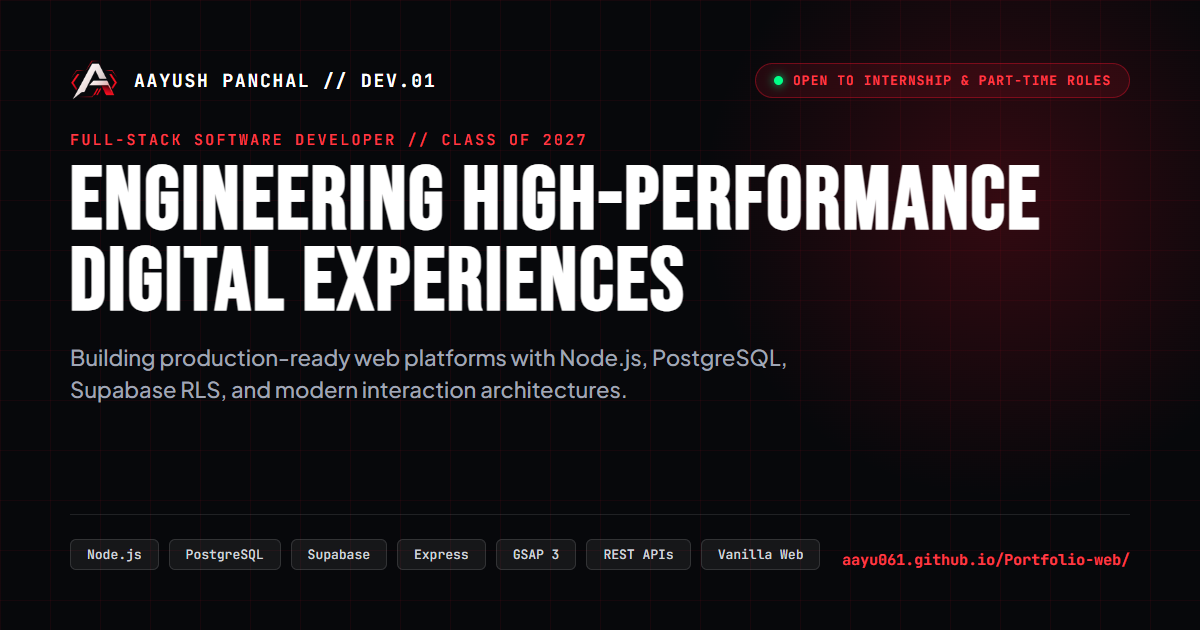 AAYUSH PANCHAL // DEV.01
OPEN TO INTERNSHIP & PART-TIME ROLES
FULL-STACK SOFTWARE DEVELOPER // CLASS OF 2027
ENGINEERING HIGH-PERFORMANCE
DIGITAL EXPERIENCES
Building production-ready web platforms with Node.js, PostgreSQL,
Supabase RLS, and modern interaction architectures.
Node.js
PostgreSQL
Supabase
Express
GSAP 3
REST APIs
Vanilla Web
aayu061.github.io/Portfolio-web/